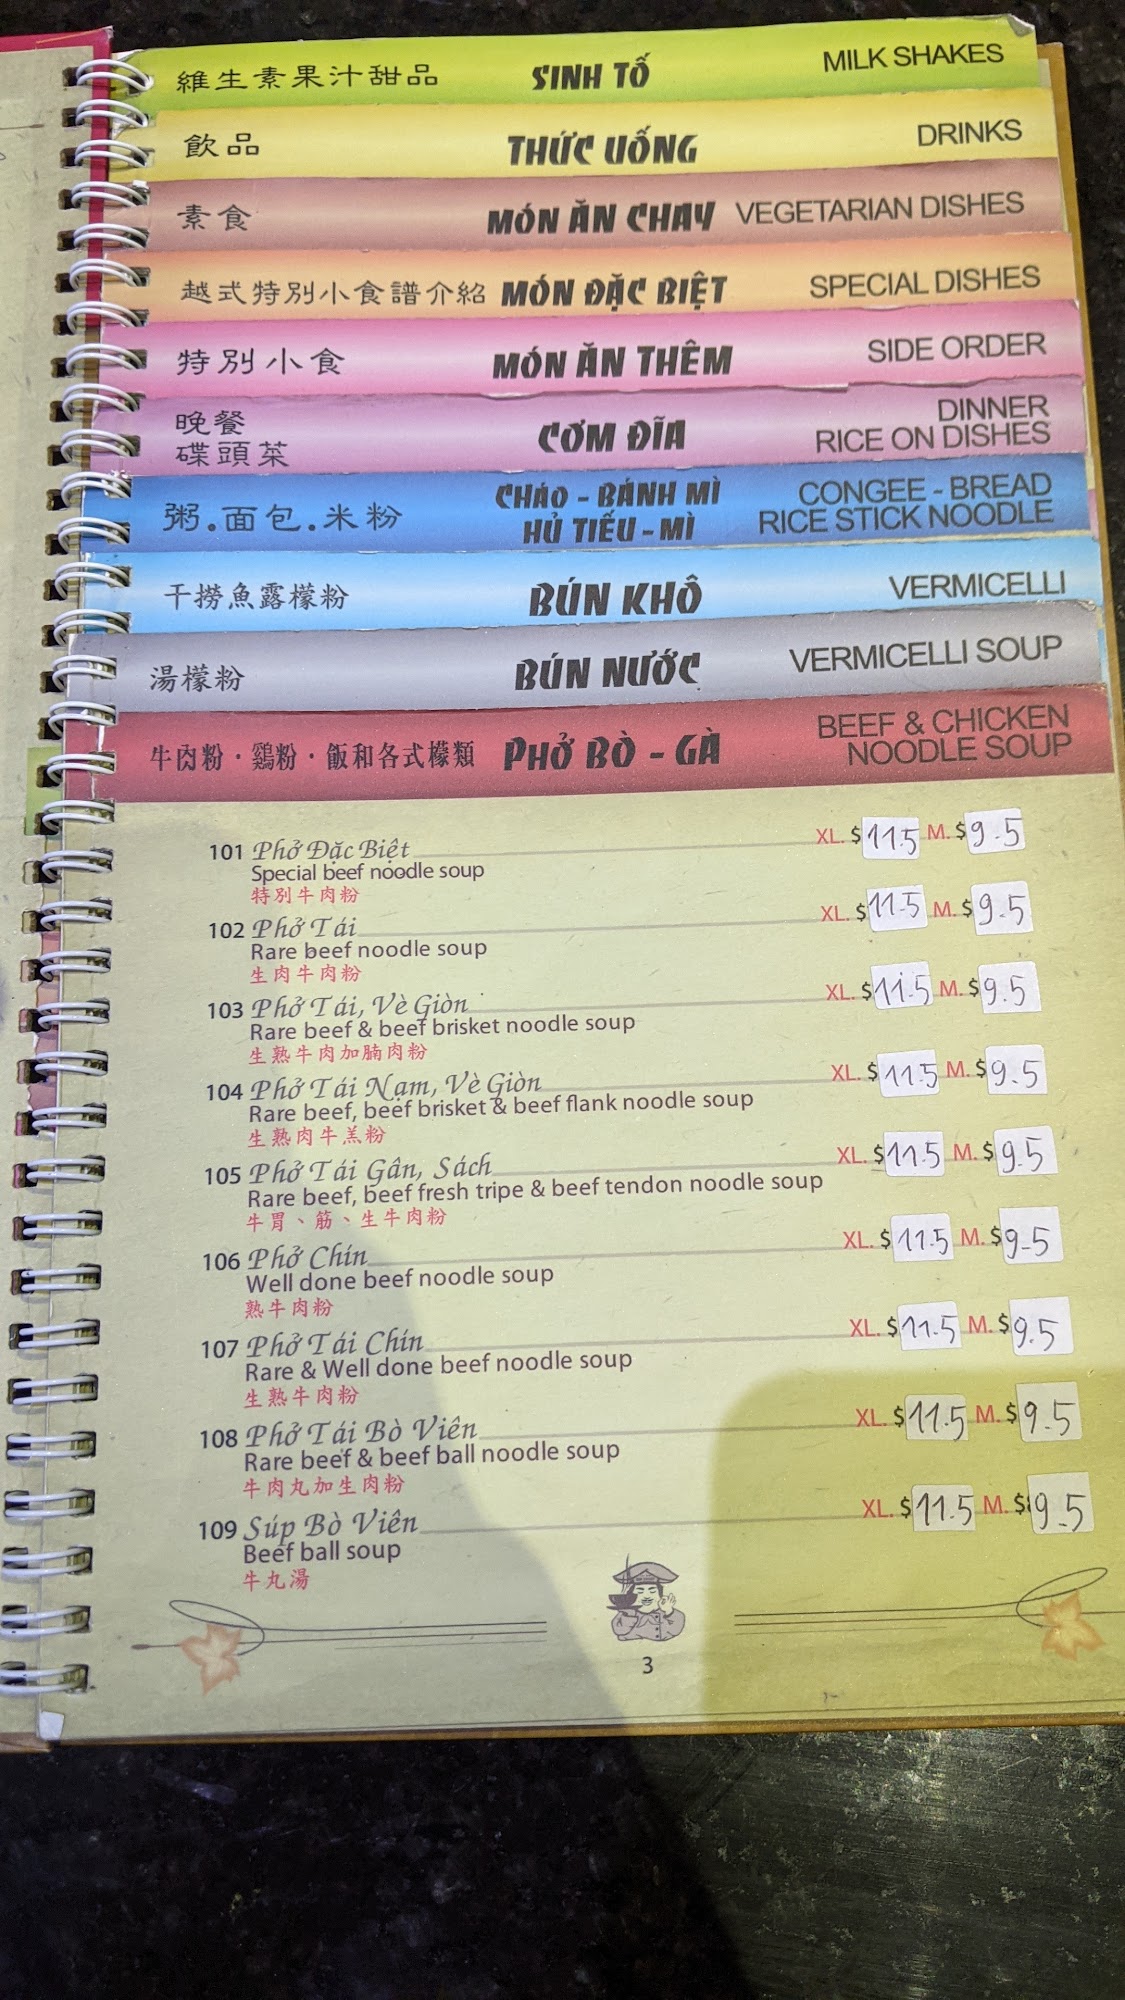 維生素果汁甜品 SINH TỐ MILK SHAKES
飲品 THỨC UỐNG DRINKS
素食 MÓN ĂN CHAY VEGETARIAN DISHES
越式特別小食譜介紹 MÓN ĐẶC BIỆT SPECIAL DISHES
特別小食 MÓN ĂN THÊM SIDE ORDER
晚餐 碟頭菜 CƠM ĐĨA DINNER RICE ON DISHES
粥.面包.米粉 CHÁO - BÁNH MÌ HỦ TIẾU - MÌ CONGEE - BREAD RICE STICK NOODLE
干撈魚露檬粉 BÚN KHÔ VERMICELLI
湯檬粉 BÚN NƯỚC VERMICELLI SOUP
牛肉粉·鷄粉·飯和各式檬類 PHỞ BÒ - GÀ BEEF & CHICKEN NOODLE SOUP
101 Phở Đặc Biệt XL. $11.5 M. $9.5
Special beef noodle soup
特別牛肉粉
102 Phở Tái XL. $11.5 M. $9.5
Rare beef noodle soup
生肉牛肉粉
103 Phở Tái, Vè Giòn XL. $11.5 M. $9.5
Rare beef & beef brisket noodle soup
生熟牛肉加腩肉粉
104 Phở Tái Nạm, Vè Giòn XL. $11.5 M. $9.5
Rare beef, beef brisket & beef flank noodle soup
生熟肉牛羔粉
105 Phở Tái Gân, Sách XL. $11.5 M. $9.5
Rare beef, beef fresh tripe & beef tendon noodle soup
牛胃、筋、生牛肉粉
106 Phở Chín XL. $11.5 M. $9.5
Well done beef noodle soup
熟牛肉粉
107 Phở Tái Chín XL. $11.5 M. $9.5
Rare & Well done beef noodle soup
生熟牛肉粉
108 Phở Tái Bò Viên XL. $11.5 M. $9.5
Rare beef & beef ball noodle soup
牛肉丸加生肉粉
109 Súp Bò Viên XL. $11.5 M. $9.5
Beef ball soup
牛丸湯
3